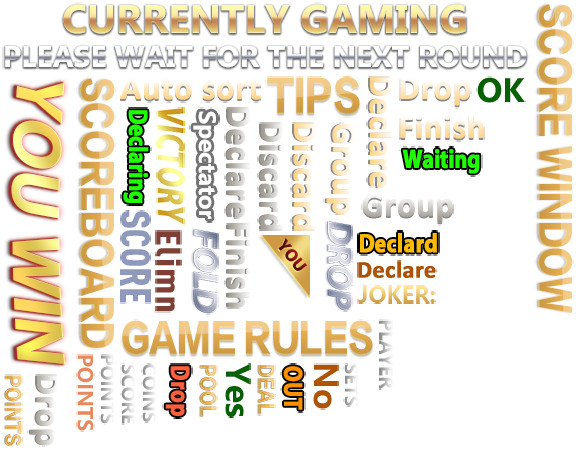 CURRENTLY GAMING
PLEASE WAIT FOR THE NEXT ROUND
SCORE WINDOW
YOU WIN
SCOREBOARD
Auto sort
TIPS
Declare
Drop
OK
Finish
Waiting
Declaring
VICTORY
Spectator
Declare
Discard
Discard
Group
Group
SCORE
Elimn
FOLD
Finish
YOU
DROP
Declard
Declare
JOKER:
GAME RULES
PLAYER
POINTS
Drop
POINTS
POINTS
SCORE
COINS
Drop
POOL
Yes
DEAL
OUT
No
SETS